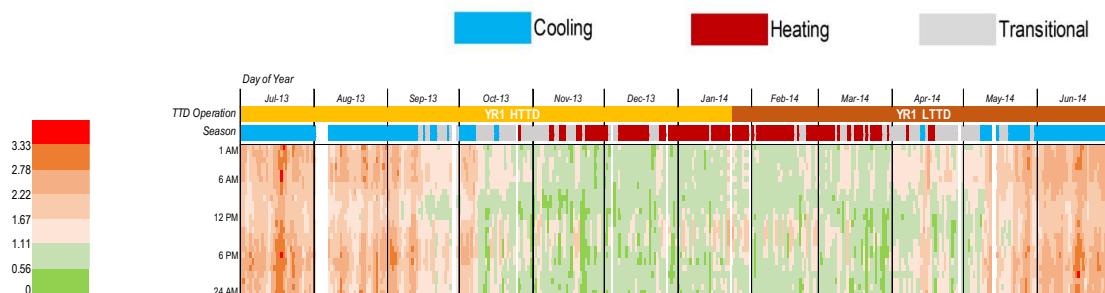 Cooling Heating Transitional
Day of Year
Jul-13 Aug-13 Sep-13 Oct-13 Nov-13 Dec-13 Jan-14 Feb-14 Mar-14 Apr-14 May-14 Jun-14
TTD Operation YR1 HTTD YR1 LTTD
Season
3.33
2.78
2.22
1.67
1.11
0.56
0
1 AM
6 AM
12 PM
6 PM
24 AM